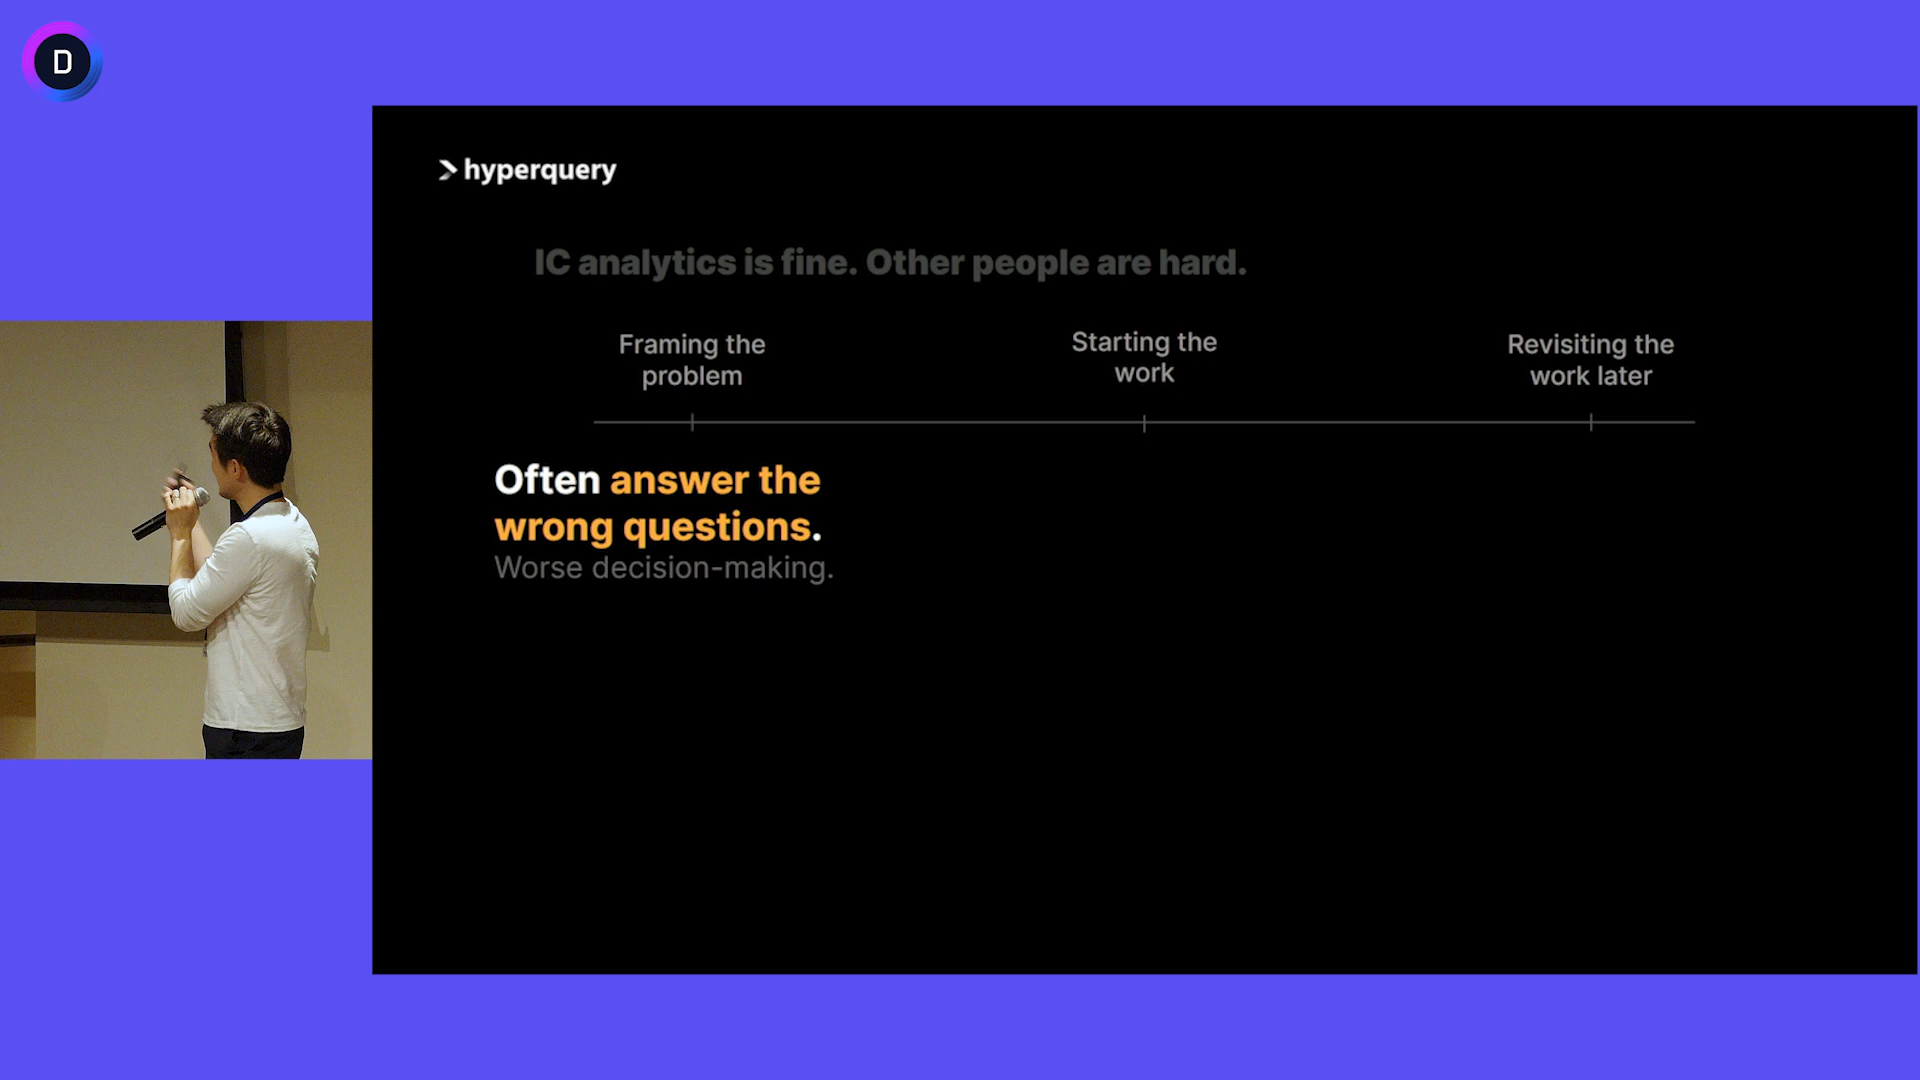 D
hyperquery
IC analytics is fine. Other people are hard.
Framing the
problem
Starting the
work
Revisiting the
work later
Often answer the
wrong questions.
Worse decision-making.